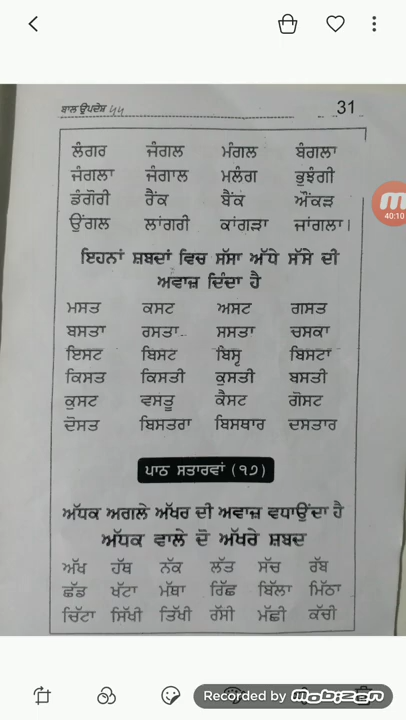 ਬਾਲ ਉਪਦੇਸ਼ 31
ਲੰਗਰ ਜੰਗਲ ਮੰਗਲ ਬੰਗਲਾ
ਜੰਗਲਾ ਜੰਗਾਲ ਮਲੰਗ ਭੁਝੰਗੀ
ਡੰਗੋਰੀ ਰੈਂਕ ਬੈਂਕ ਔਂਕੜ
ਉਂਗਲ ਲਾਂਗਰੀ ਕਾਂਗੜਾ ਜਾਂਗਲਾ।
ਇਹਨਾਂ ਸ਼ਬਦਾਂ ਵਿਚ ਸੱਸਾ ਅੱਧੇ ਸੱਸੇ ਦੀ
ਅਵਾਜ਼ ਦਿੰਦਾ ਹੈ
ਮਸਤ ਕਸਟ ਅਸਟ ਗਸਤ
ਬਸਤਾ ਰਸਤਾ ਸਸਤਾ ਚਸਕਾ
ਇਸਟ ਬਿਸਟ ਬਿਸ੍ਵ ਬਿਸਟਾ
ਕਿਸਤ ਕਿਸਤੀ ਕੁਸਤੀ ਬਸਤੀ
ਕੁਸਟ ਵਸਤੂ ਕੈਸਟ ਗੋਸਟ
ਦੋਸਤ ਬਿਸਤਰਾ ਬਿਸਥਾਰ ਦਸਤਾਰ
ਪਾਠ ਸਤਾਰਵਾਂ (੧੭)
ਅੱਧਕ ਅਗਲੇ ਅੱਖਰ ਦੀ ਅਵਾਜ਼ ਵਧਾਉਂਦਾ ਹੈ
ਅੱਧਕ ਵਾਲੇ ਦੋ ਅੱਖਰੇ ਸ਼ਬਦ
ਅੱਖ ਹੱਥ ਨੱਕ ਲੱਤ ਸੱਚ ਰੱਬ
ਛੱਡ ਖੱਟਾ ਮੱਥਾ ਰਿੱਛ ਬਿੱਲਾ ਮਿੱਠਾ
ਚਿੱਟਾ ਸਿੱਖੀ ਤਿੱਖੀ ਰੱਸੀ ਮੱਛੀ ਕੱਚੀ
40:10
Recorded by mobizen